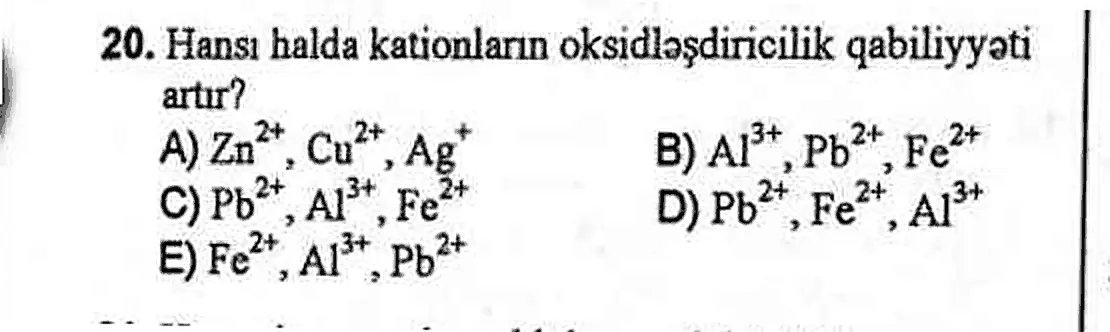 20. Hansı halda kationların oksidləşdiricilik qabiliyyəti
artır?
A) Zn²⁺, Cu²⁺, Ag⁺ B) Al³⁺, Pb²⁺, Fe²⁺
C) Pb²⁺, Al³⁺, Fe²⁺ D) Pb²⁺, Fe²⁺, Al³⁺
E) Fe²⁺, Al³⁺, Pb²⁺